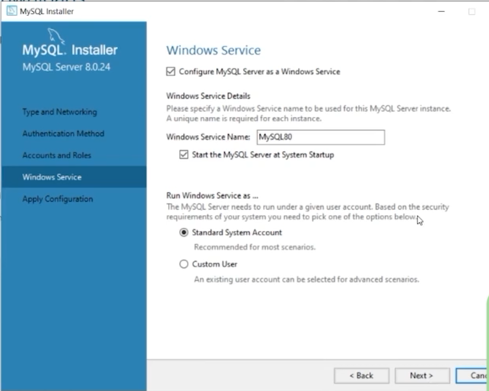 MySQL Installer
MySQL. Installer
MySQL Server 8.0.24
Type and Networking
Authentication Method
Accounts and Roles
Windows Service
Apply Configuration
Windows Service
Configure MySQL Server as a Windows Service
Windows Service Details
Please specify a Windows Service name to be used for this MySQL Server instance.
A unique name is required for each instance.
Windows Service Name: MySQL80
Start the MySQL Server at System Startup
Run Windows Service as ...
The MySQL Server needs to run under a given user account. Based on the security
requirements of your system you need to pick one of the options below.
Standard System Account
Recommended for most scenarios.
Custom User
An existing user account can be selected for advanced scenarios.
< Back Next > Can